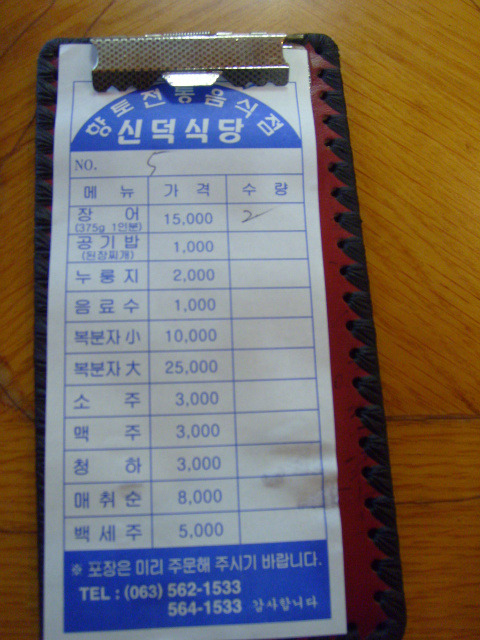 향토전통음식점
신덕식당
NO. 5
메뉴 가격 수량
장어 15,000 2
(375g 1인분)
공기밥 1,000
(된장찌개)
누룽지 2,000
음료수 1,000
복분자 小 10,000
복분자 大 25,000
소주 3,000
맥주 3,000
청하 3,000
매취순 8,000
백세주 5,000
※ 포장은 미리 주문해 주시기 바랍니다.
TEL : (063) 562-1533
564-1533 감사합니다